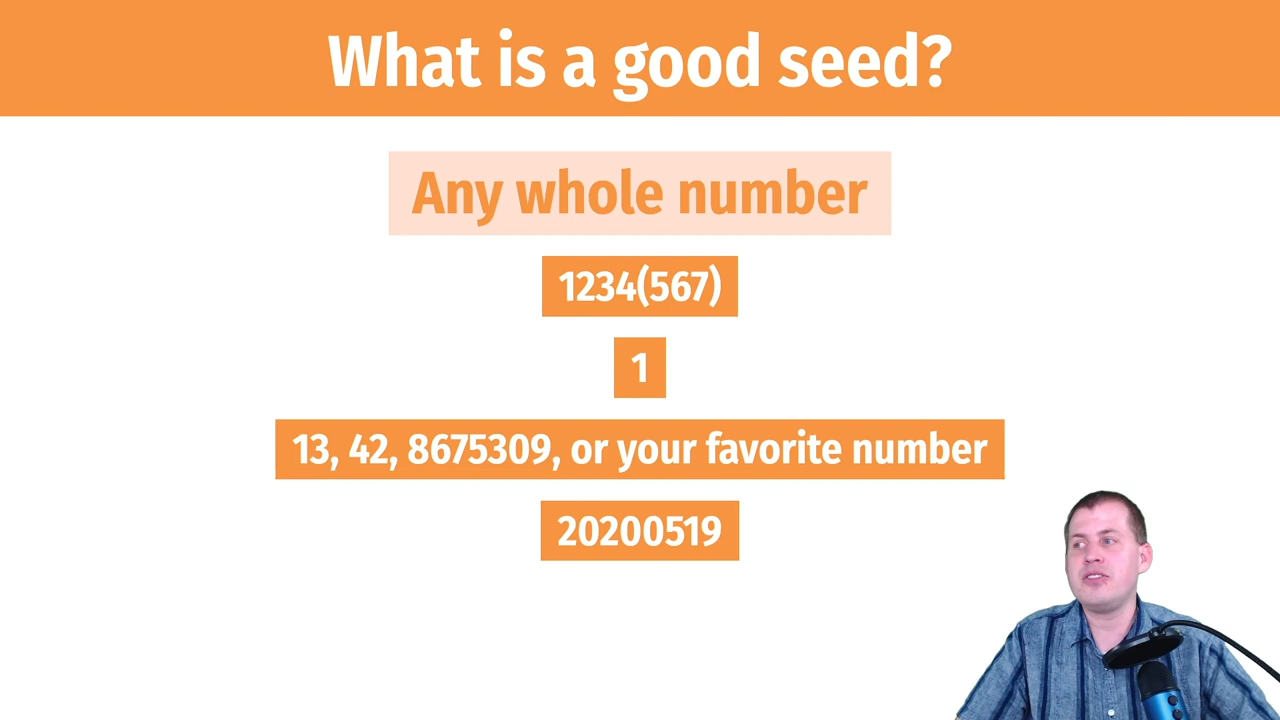 What is a good seed?
Any whole number
1234(567)
1
13, 42, 8675309, or your favorite number
20200519